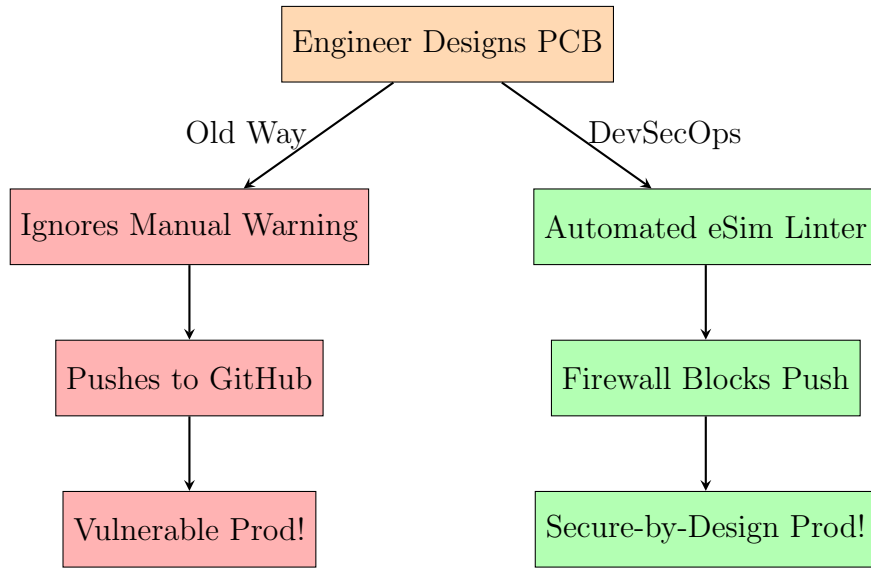 Engineer Designs PCB
Old Way
DevSecOps
Ignores Manual Warning
Automated eSim Linter
Pushes to GitHub
Firewall Blocks Push
Vulnerable Prod!
Secure-by-Design Prod!